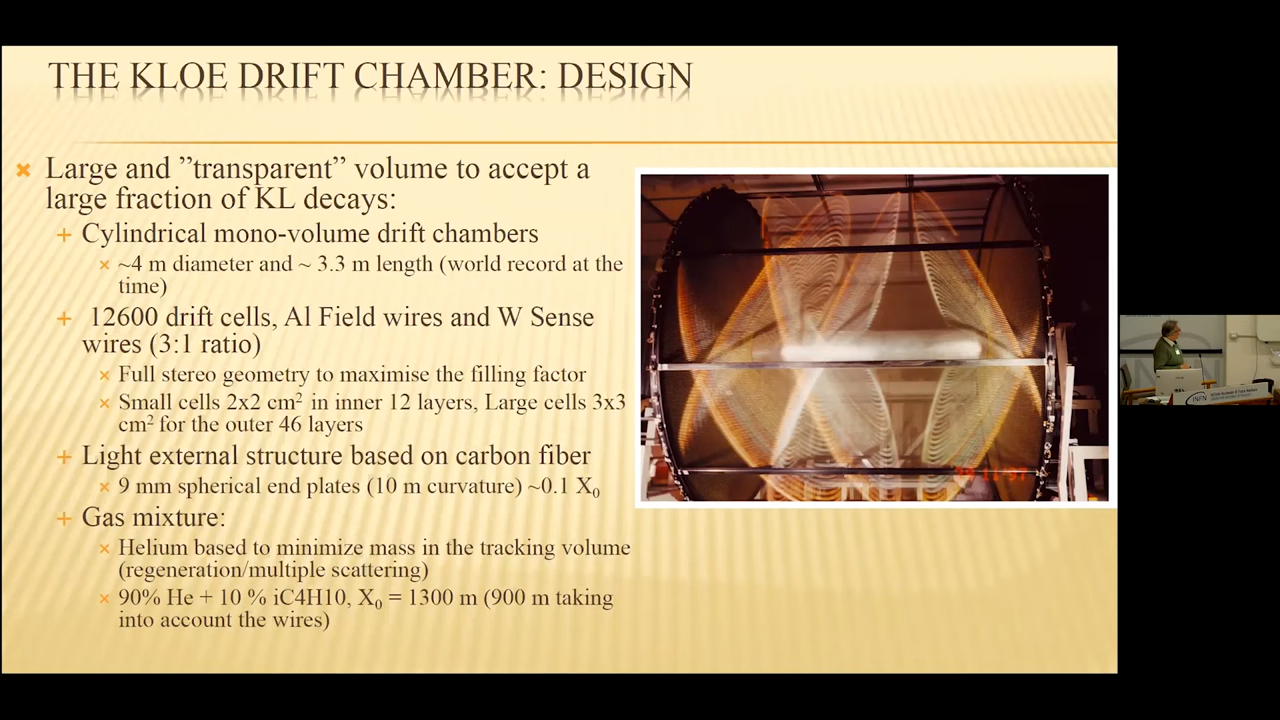 THE KLOE DRIFT CHAMBER: DESIGN
Large and ”transparent” volume to accept a
large fraction of KL decays:
Cylindrical mono-volume drift chambers
~4 m diameter and ~ 3.3 m length (world record at the
time)
12600 drift cells, Al Field wires and W Sense
wires (3:1 ratio)
Full stereo geometry to maximise the filling factor
Small cells 2x2 cm² in inner 12 layers, Large cells 3x3
cm² for the outer 46 layers
Light external structure based on carbon fiber
9 mm spherical end plates (10 m curvature) ~0.1 X₀
Gas mixture:
Helium based to minimize mass in the tracking volume
(regeneration/multiple scattering)
90% He + 10 % iC4H10, X₀ = 1300 m (900 m taking
into account the wires)
INFN